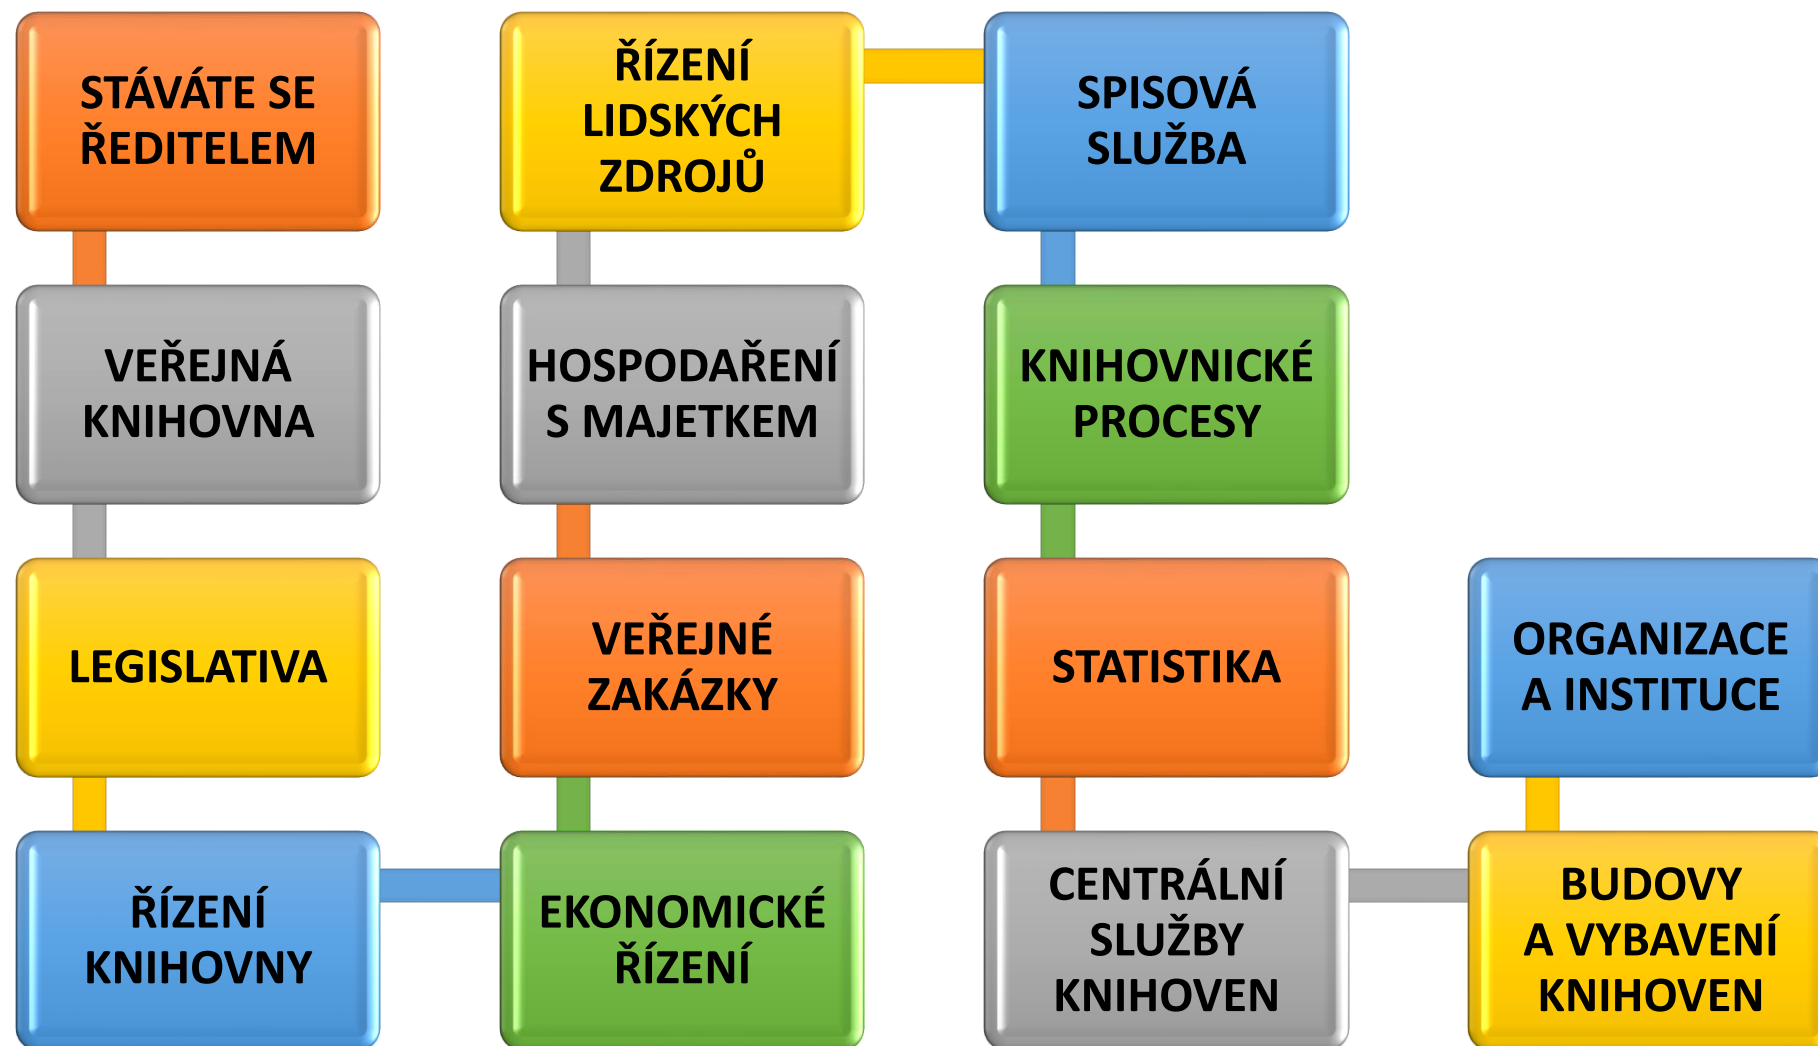 STÁVÁTE SE
ŘEDITELEM
VEŘEJNÁ
KNIHOVNA
LEGISLATIVA
ŘÍZENÍ
KNIHOVNY
EKONOMICKÉ
ŘÍZENÍ
VEŘEJNÉ
ZAKÁZKY
HOSPODAŘENÍ
S MAJETKEM
ŘÍZENÍ
LIDSKÝCH
ZDROJŮ
SPISOVÁ
SLUŽBA
KNIHOVNICKÉ
PROCESY
STATISTIKA
CENTRÁLNÍ
SLUŽBY
KNIHOVEN
BUDOVY
A VYBAVENÍ
KNIHOVEN
ORGANIZACE
A INSTITUCE